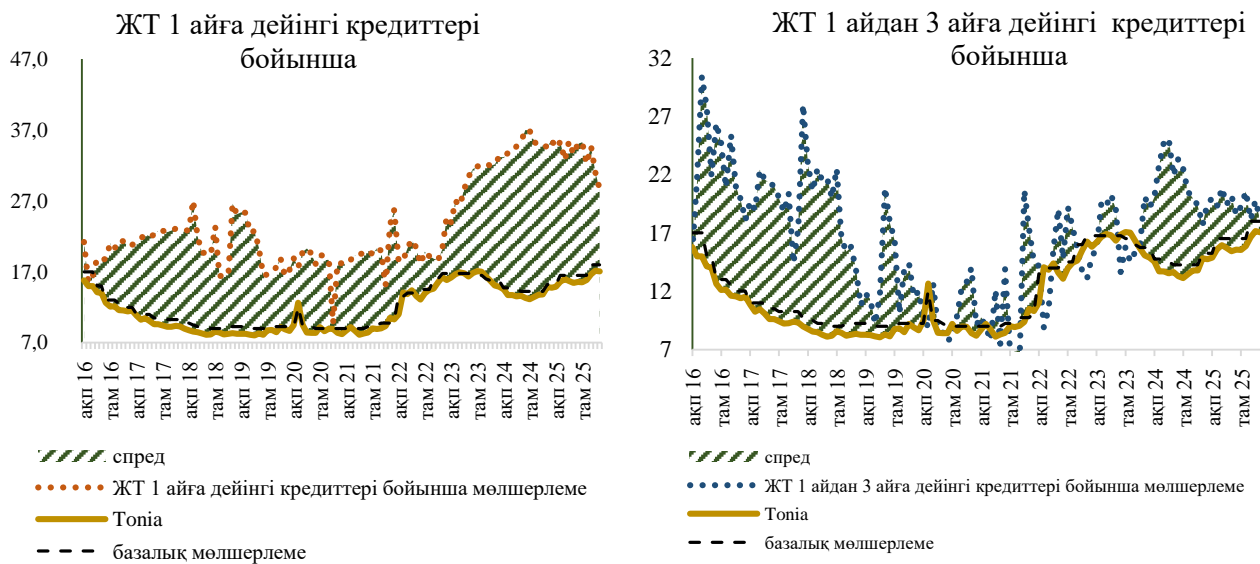 ЖТ 1 айға дейінгі кредиттері
бойынша
47,0
37,0
27,0
17,0
7,0
ақп 16
там 16
ақп 17
там 17
ақп 18
там 18
ақп 19
там 19
ақп 20
там 20
ақп 21
там 21
ақп 22
там 22
ақп 23
там 23
ақп 24
там 24
ақп 25
там 25
спред
ЖТ 1 айға дейінгі кредиттері бойынша мөлшерлеме
Tonia
базалық мөлшерлеме
ЖТ 1 айдан 3 айға дейінгі кредиттері
бойынша
32
27
22
17
12
7
ақп 16
там 16
ақп 17
там 17
ақп 18
там 18
ақп 19
там 19
ақп 20
там 20
ақп 21
там 21
ақп 22
там 22
ақп 23
там 23
ақп 24
там 24
ақп 25
там 25
спред
ЖТ 1 айдан 3 айға дейінгі кредиттері бойынша мөлшерлеме
Tonia
базалық мөлшерлеме